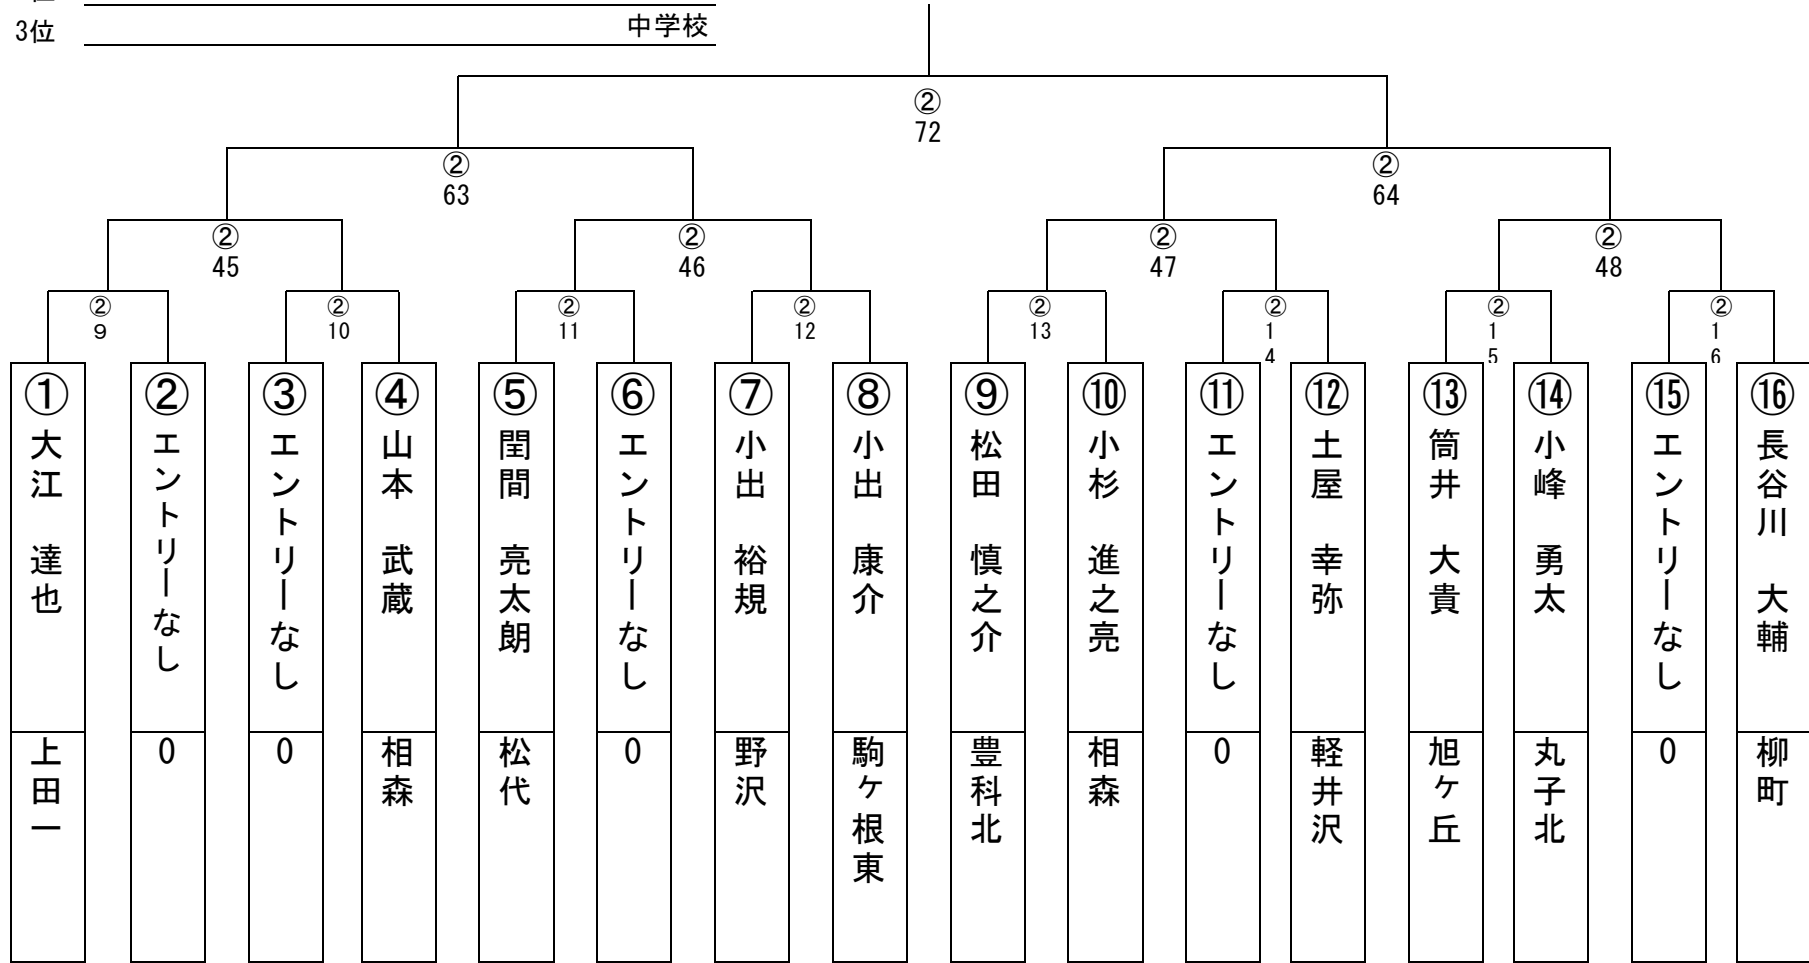 3位
中学校
②
72
②
63
②
64
②
45
②
46
②
47
②
48
②
9
②
10
②
11
②
12
②
13
②
14
②
15
②
16
①
大江 達也
上田一
②
エントリーなし
0
③
エントリーなし
0
④
山本 武蔵
相森
⑤
閏間 亮太朗
松代
⑥
エントリーなし
0
⑦
小出 裕規
野沢
⑧
小出 康介
駒ヶ根東
⑨
松田 慎之介
豊科北
⑩
小杉 進之亮
相森
⑪
エントリーなし
0
⑫
土屋 幸弥
軽井沢
⑬
筒井 大貴
旭ヶ丘
⑭
小峰 勇太
丸子北
⑮
エントリーなし
0
⑯
長谷川 大輔
柳町